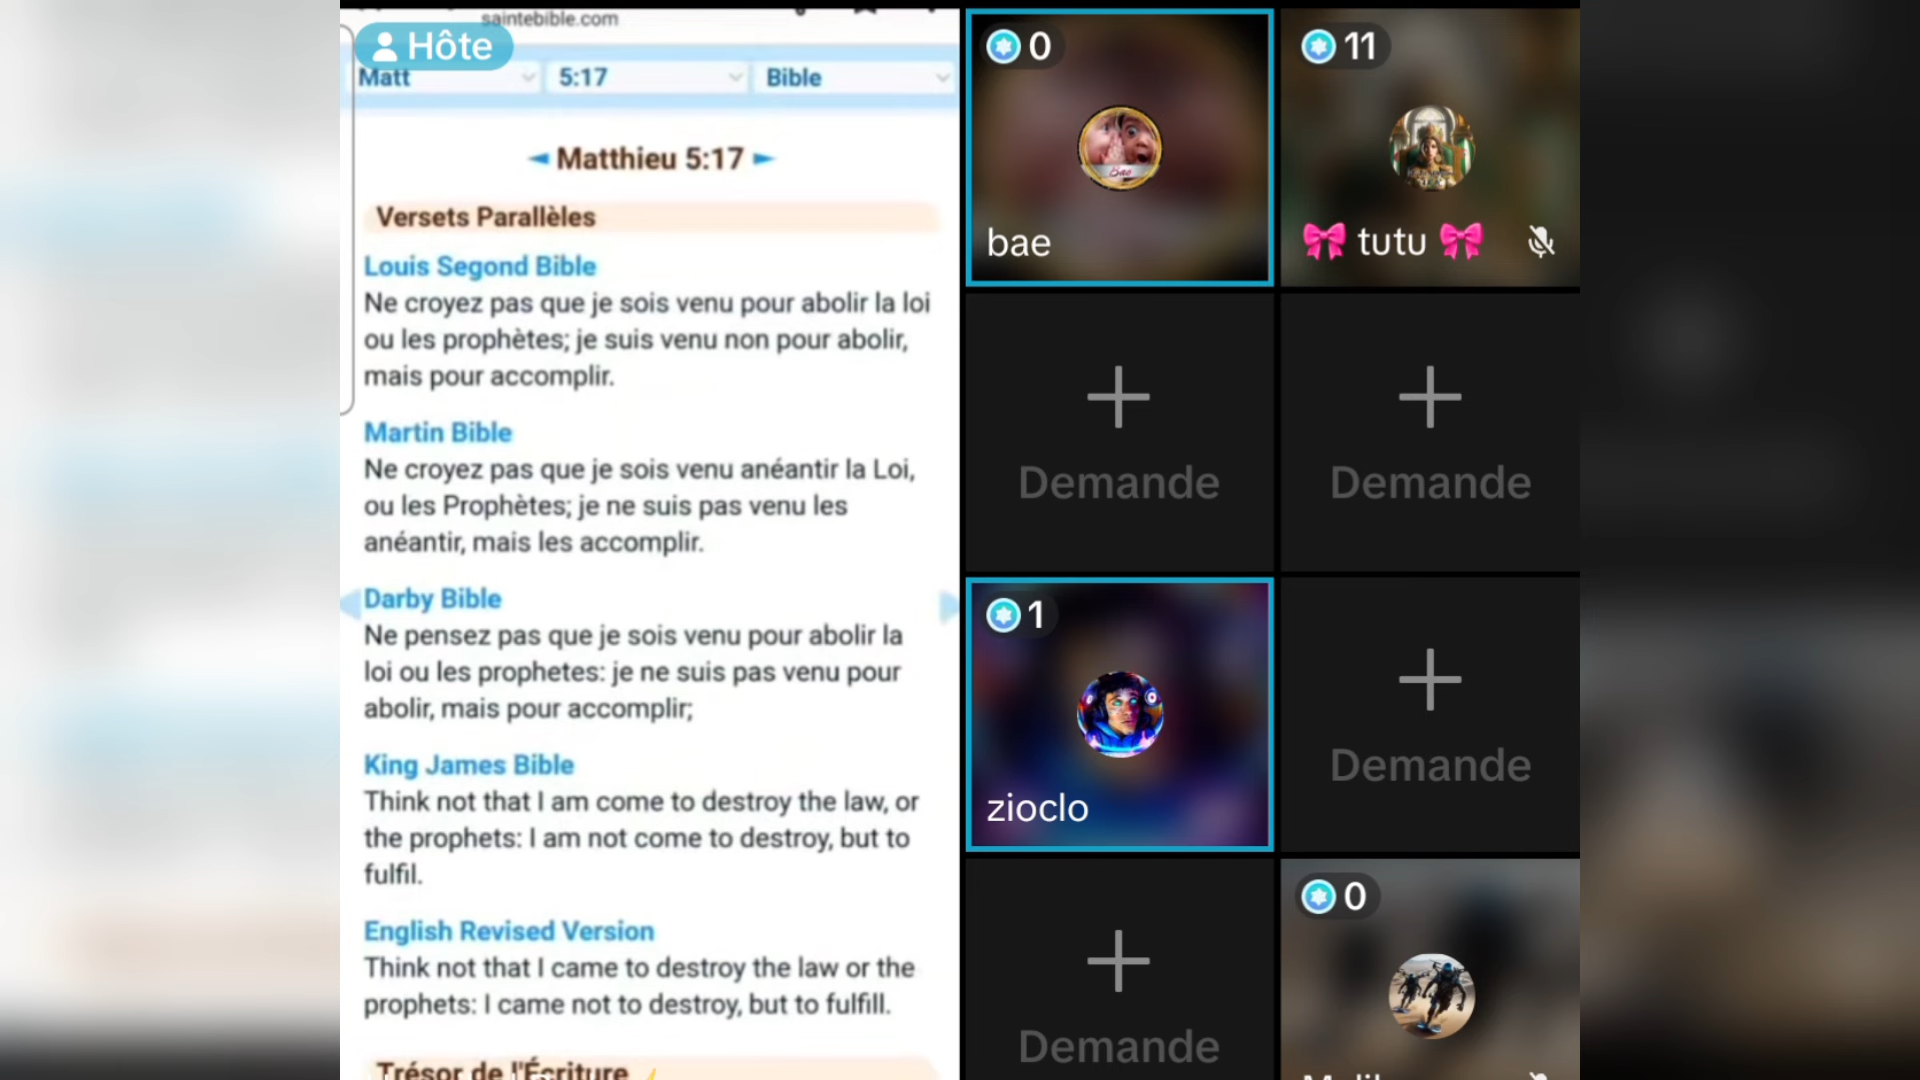 saintebible.com
Hôte
Matt 5:17 Bible
Matthieu 5:17
Versets Parallèles
Louis Segond Bible
Ne croyez pas que je sois venu pour abolir la loi
ou les prophètes; je suis venu non pour abolir,
mais pour accomplir.
Martin Bible
Ne croyez pas que je sois venu anéantir la Loi,
ou les Prophètes; je ne suis pas venu les
anéantir, mais les accomplir.
Darby Bible
Ne pensez pas que je sois venu pour abolir la
loi ou les prophetes: je ne suis pas venu pour
abolir, mais pour accomplir;
King James Bible
Think not that I am come to destroy the law, or
the prophets: I am not come to destroy, but to
fulfil.
English Revised Version
Think not that I came to destroy the law or the
prophets: I came not to destroy, but to fulfill.
Trésor de l'Écriture
0
Bao
bae
11
🎀 tutu 🎀
Demande
Demande
1
zioclo
Demande
Demande
0